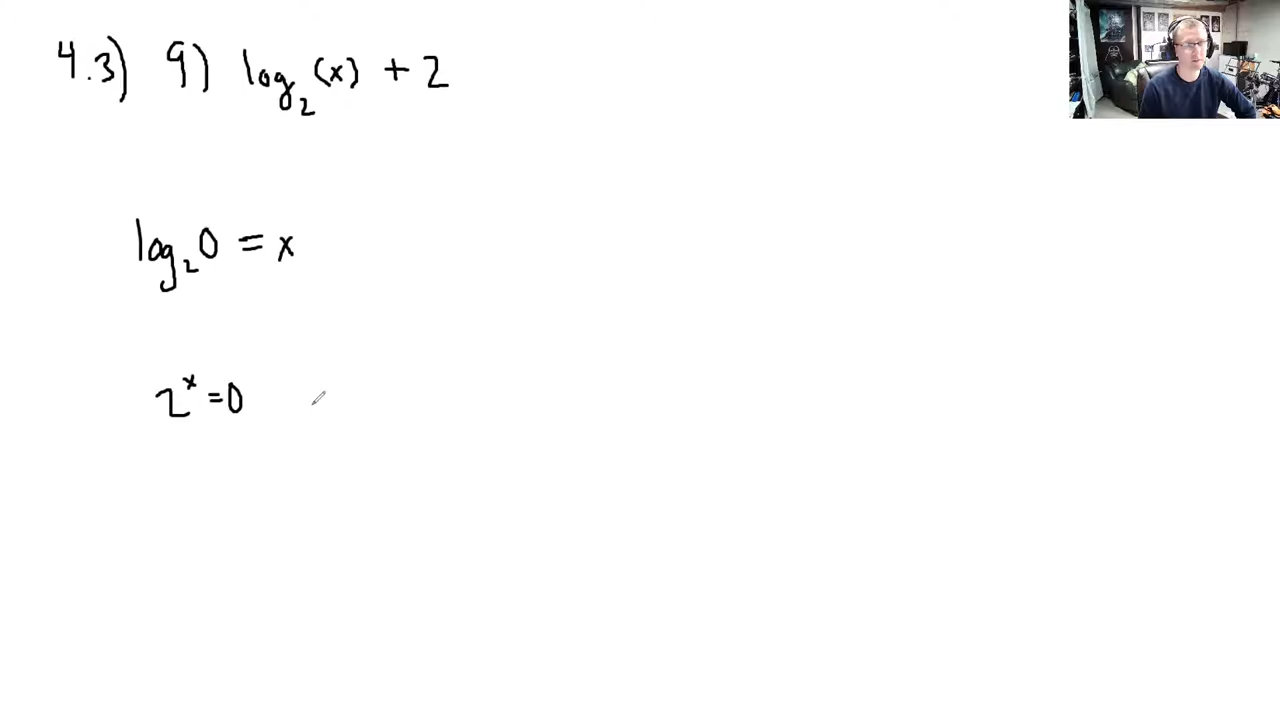 4.3) 9) log₂(x) + 2
log₂0 = x
2ˣ=0